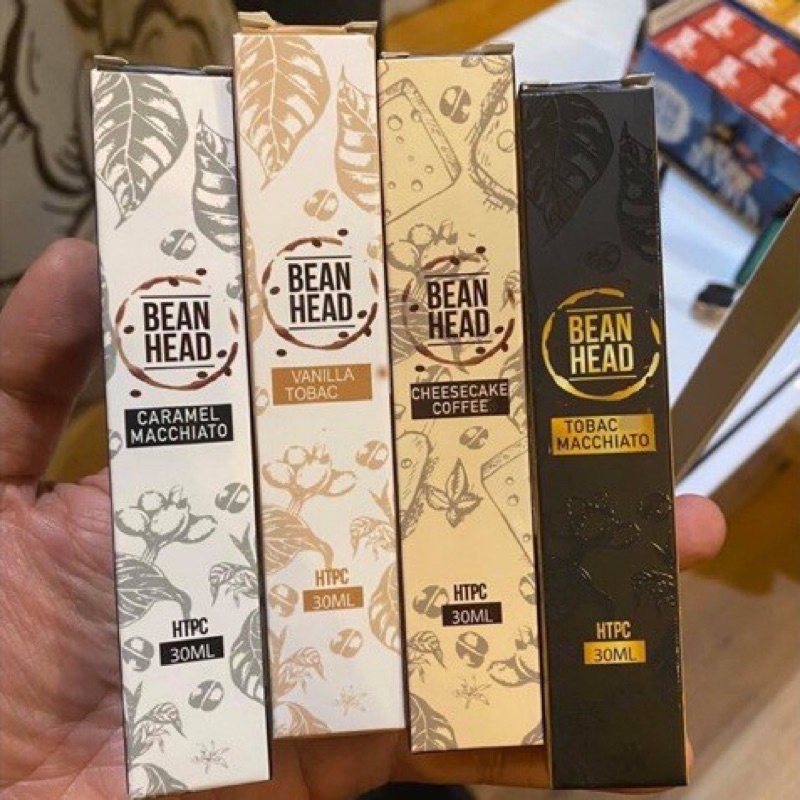 BEAN
HEAD
CARAMEL
MACCHIATO
HTPC
30ML
BEAN
HEAD
VANILLA
TOBAC
HTPC
30ML
BEAN
HEAD
CHEESECAKE
COFFEE
HTPC
30ML
BEAN
HEAD
TOBAC
MACCHIATO
HTPC
30ML